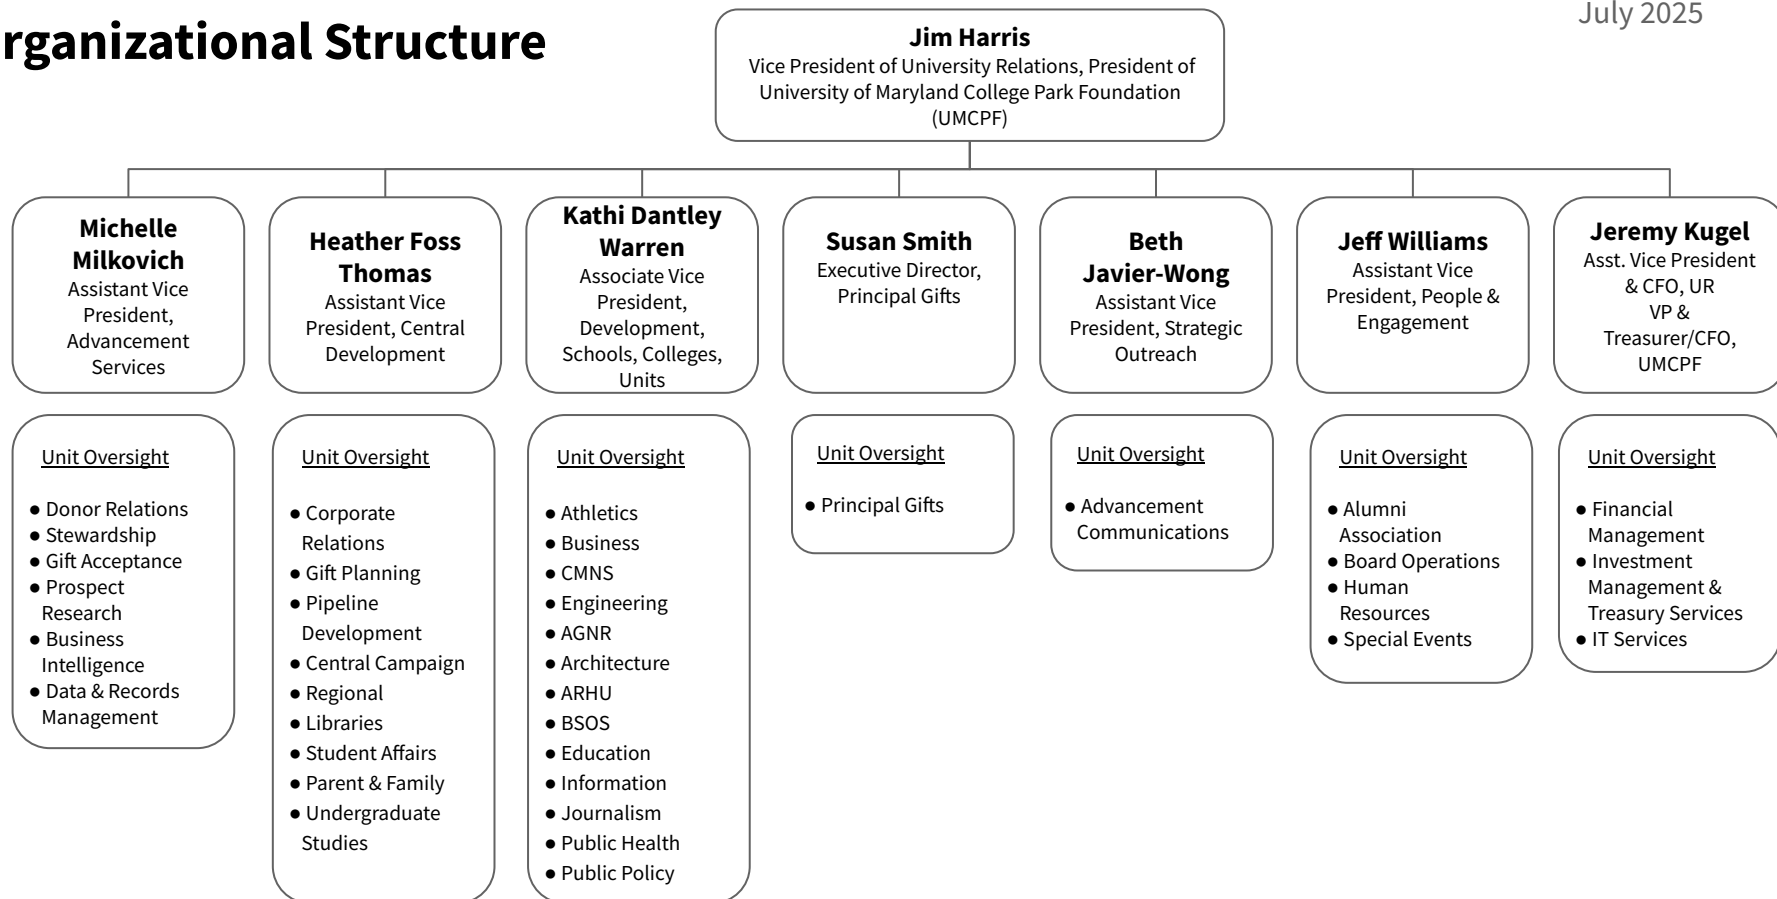 rganizational Structure
July 2025
Jim Harris
Vice President of University Relations, President of
University of Maryland College Park Foundation
(UMCPF)
Michelle
Milkovich
Assistant Vice
President,
Advancement
Services
Heather Foss
Thomas
Assistant Vice
President, Central
Development
Kathi Dantley
Warren
Associate Vice
President,
Development,
Schools, Colleges,
Units
Susan Smith
Executive Director,
Principal Gifts
Beth
Javier-Wong
Assistant Vice
President, Strategic
Outreach
Jeff Williams
Assistant Vice
President, People &
Engagement
Jeremy Kugel
Asst. Vice President
& CFO, UR
VP &
Treasurer/CFO,
UMCPF
Unit Oversight
● Donor Relations
● Stewardship
● Gift Acceptance
● Prospect
Research
● Business
Intelligence
● Data & Records
Management
Unit Oversight
● Corporate
Relations
● Gift Planning
● Pipeline
Development
● Central Campaign
● Regional
● Libraries
● Student Affairs
● Parent & Family
● Undergraduate
Studies
Unit Oversight
● Athletics
● Business
● CMNS
● Engineering
● AGNR
● Architecture
● ARHU
● BSOS
● Education
● Information
● Journalism
● Public Health
● Public Policy
Unit Oversight
● Principal Gifts
Unit Oversight
● Advancement
Communications
Unit Oversight
● Alumni
Association
● Board Operations
● Human
Resources
● Special Events
Unit Oversight
● Financial
Management
● Investment
Management &
Treasury Services
● IT Services